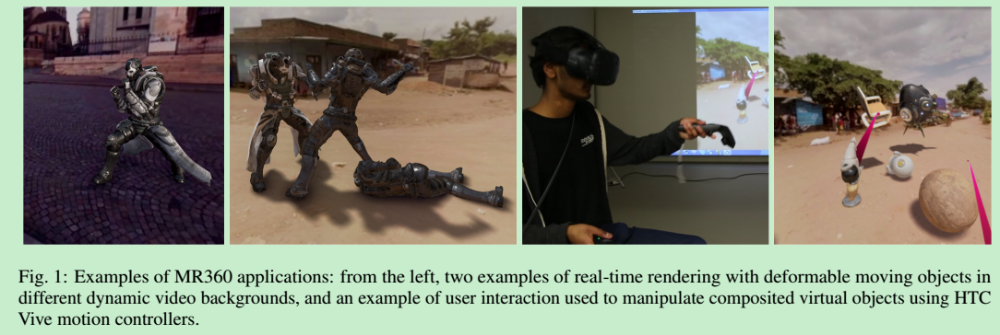 Fig. 1: Examples of MR360 applications: from the left, two examples of real-time rendering with deformable moving objects in
different dynamic video backgrounds, and an example of user interaction used to manipulate composited virtual objects using HTC
Vive motion controllers.